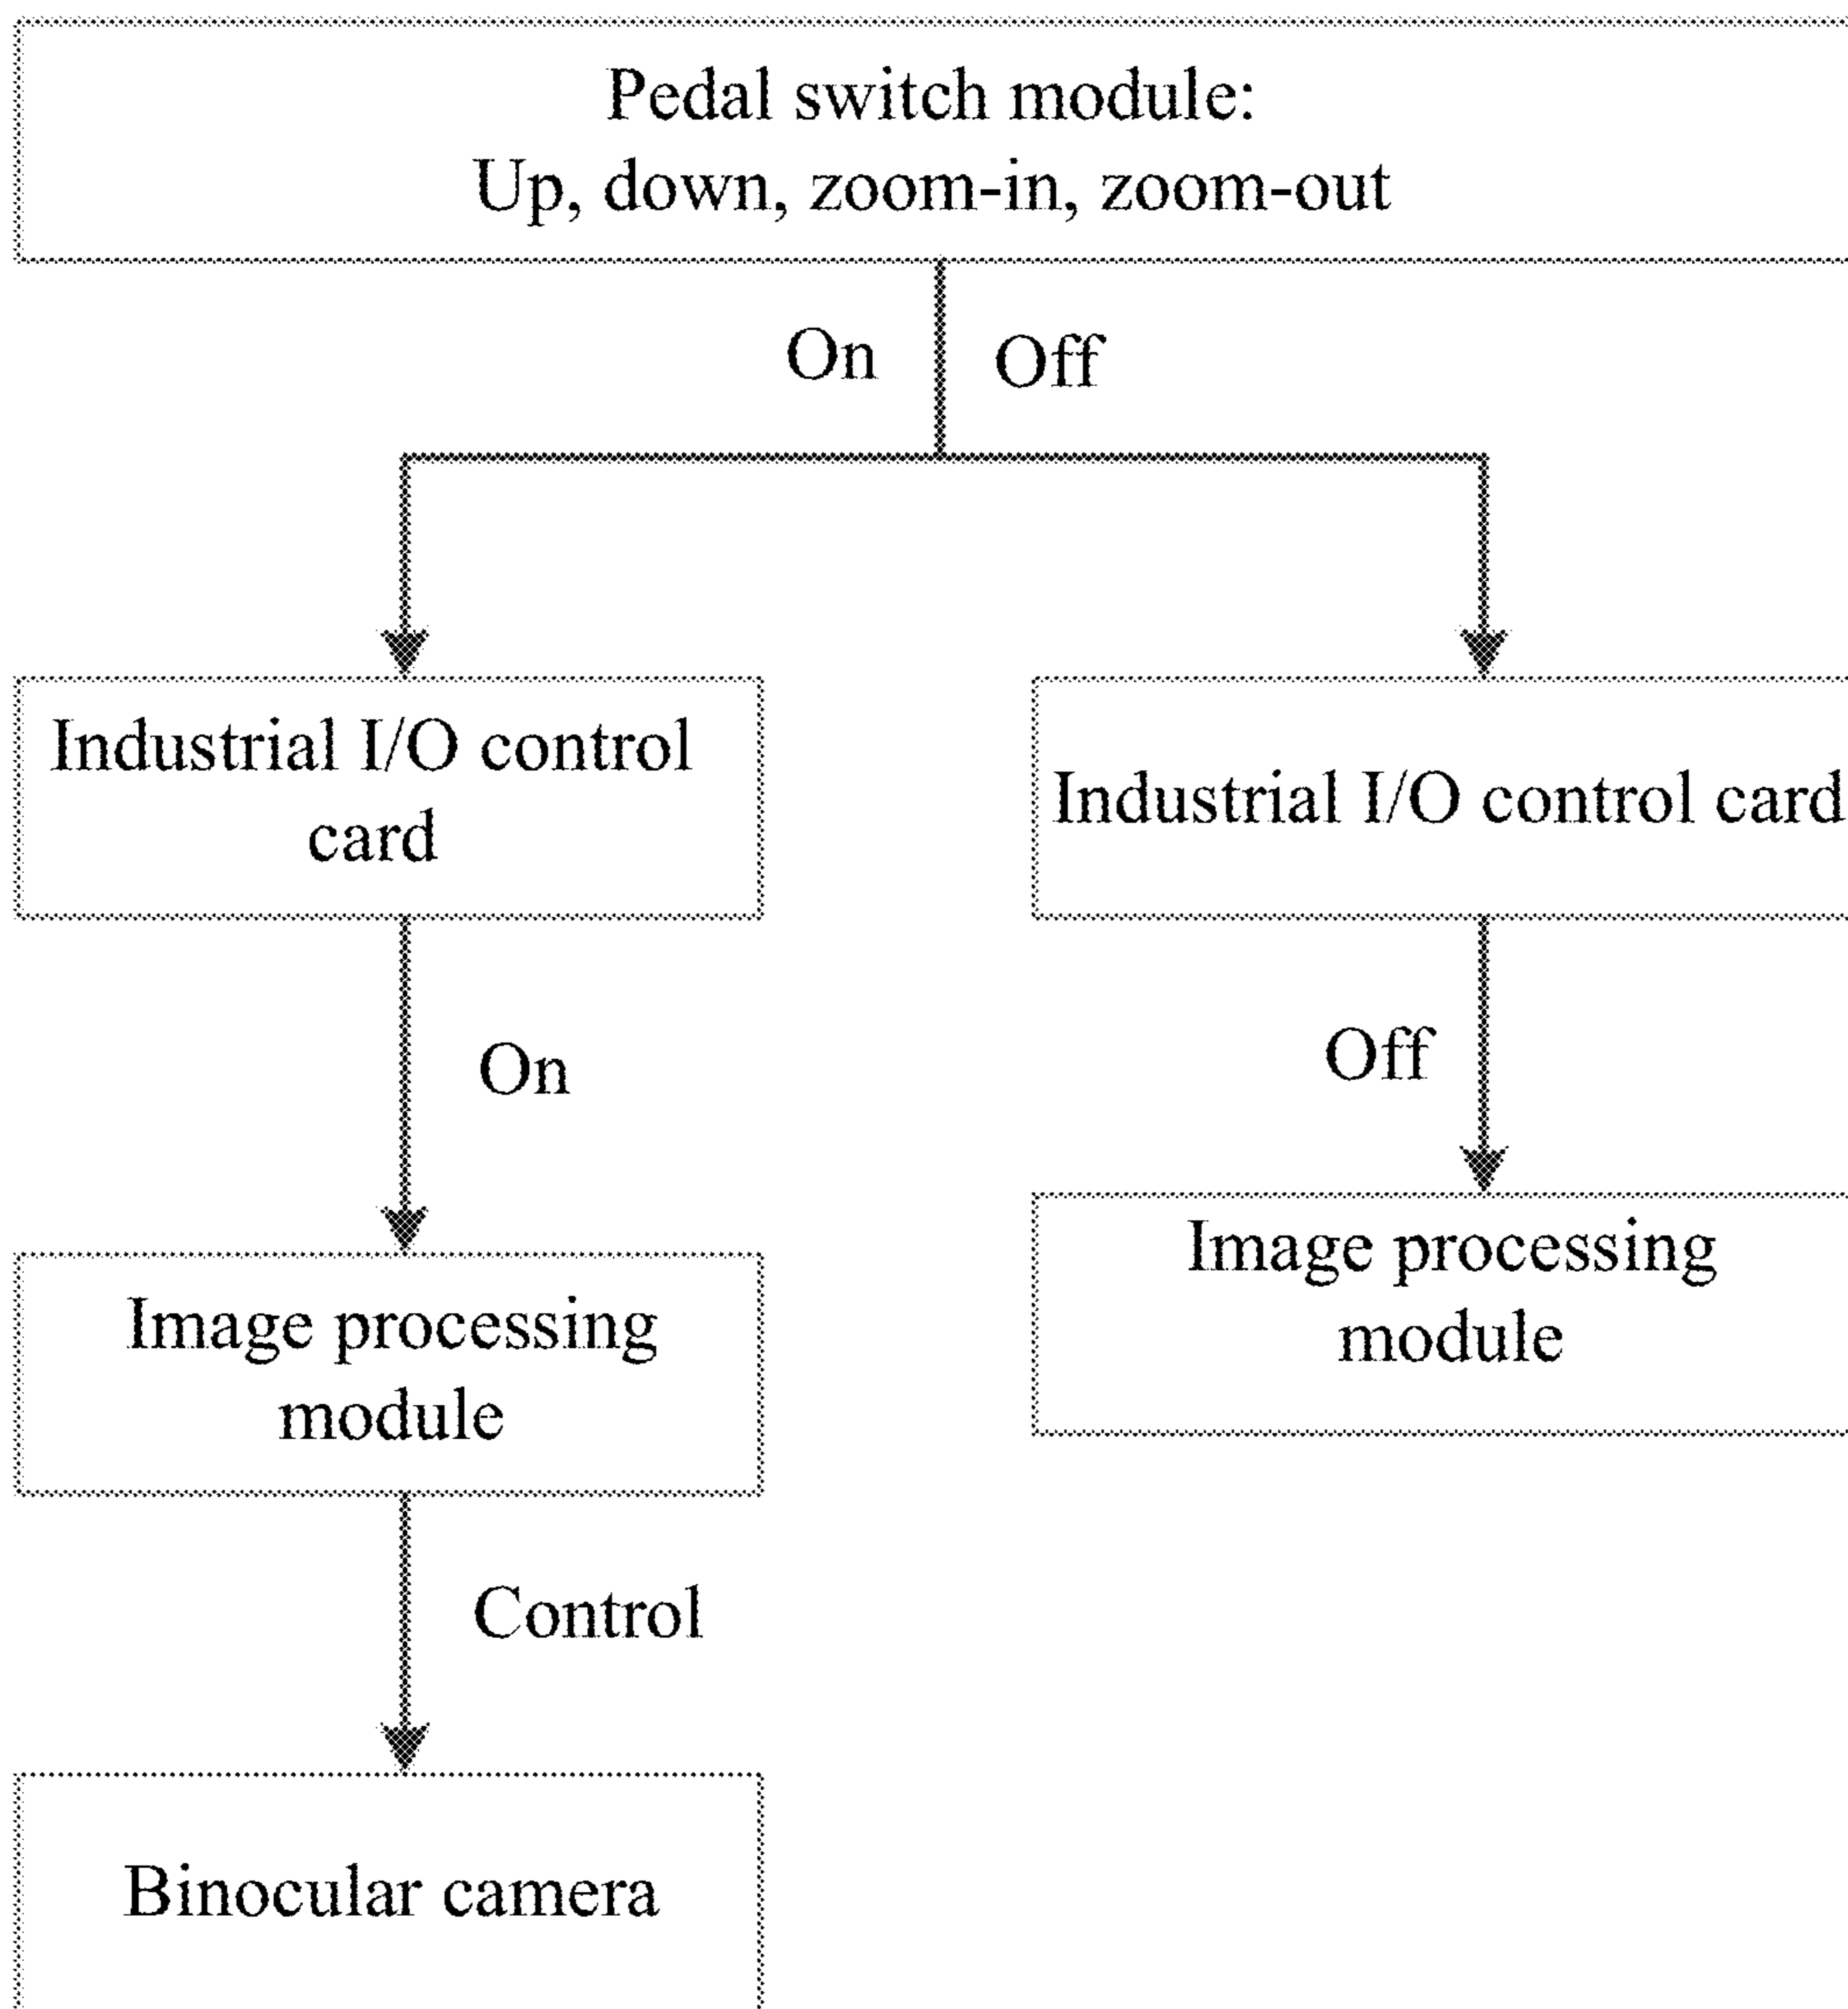 Pedal switch module:
Up, down, zoom-in, zoom-out
On
Off
Industrial I/O control
card
Industrial I/O control card
On
Off
Image processing
module
Image processing
module
Control
Binocular camera